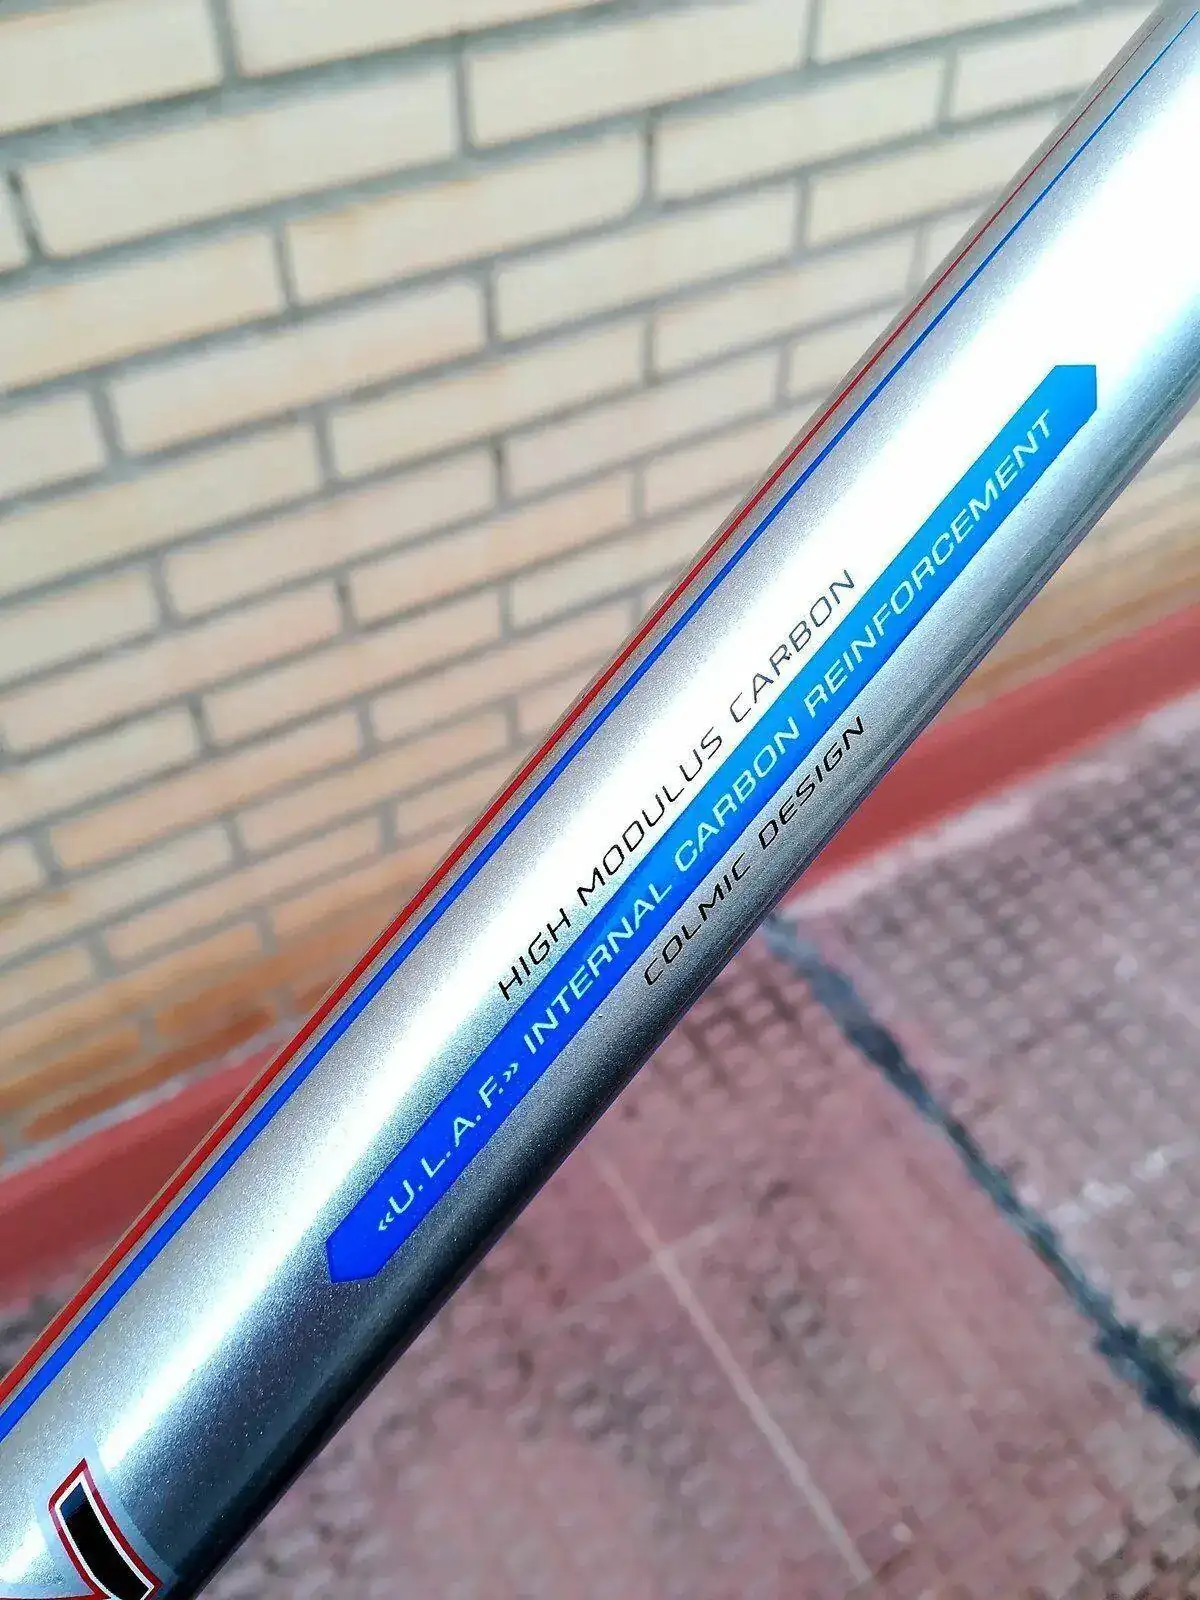 HIGH MODULUS CARBON
«U.L.A.F.» INTERNAL CARBON REINFORCEMENT
COLMIC DESIGN